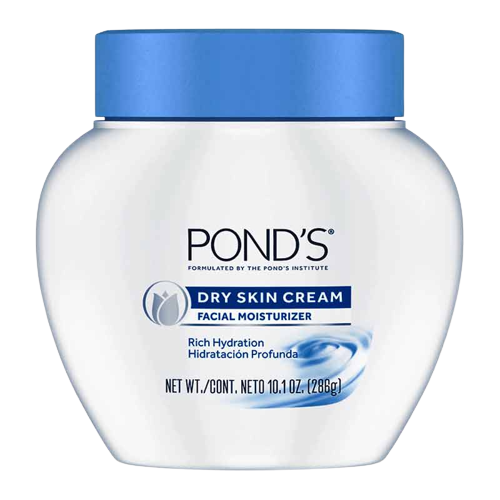 POND'S®
FORMULATED BY THE POND'S INSTITUTE
DRY SKIN CREAM
FACIAL MOISTURIZER
Rich Hydration
Hidratación Profunda
NET WT./CONT. NETO 10.1 OZ. (286g)